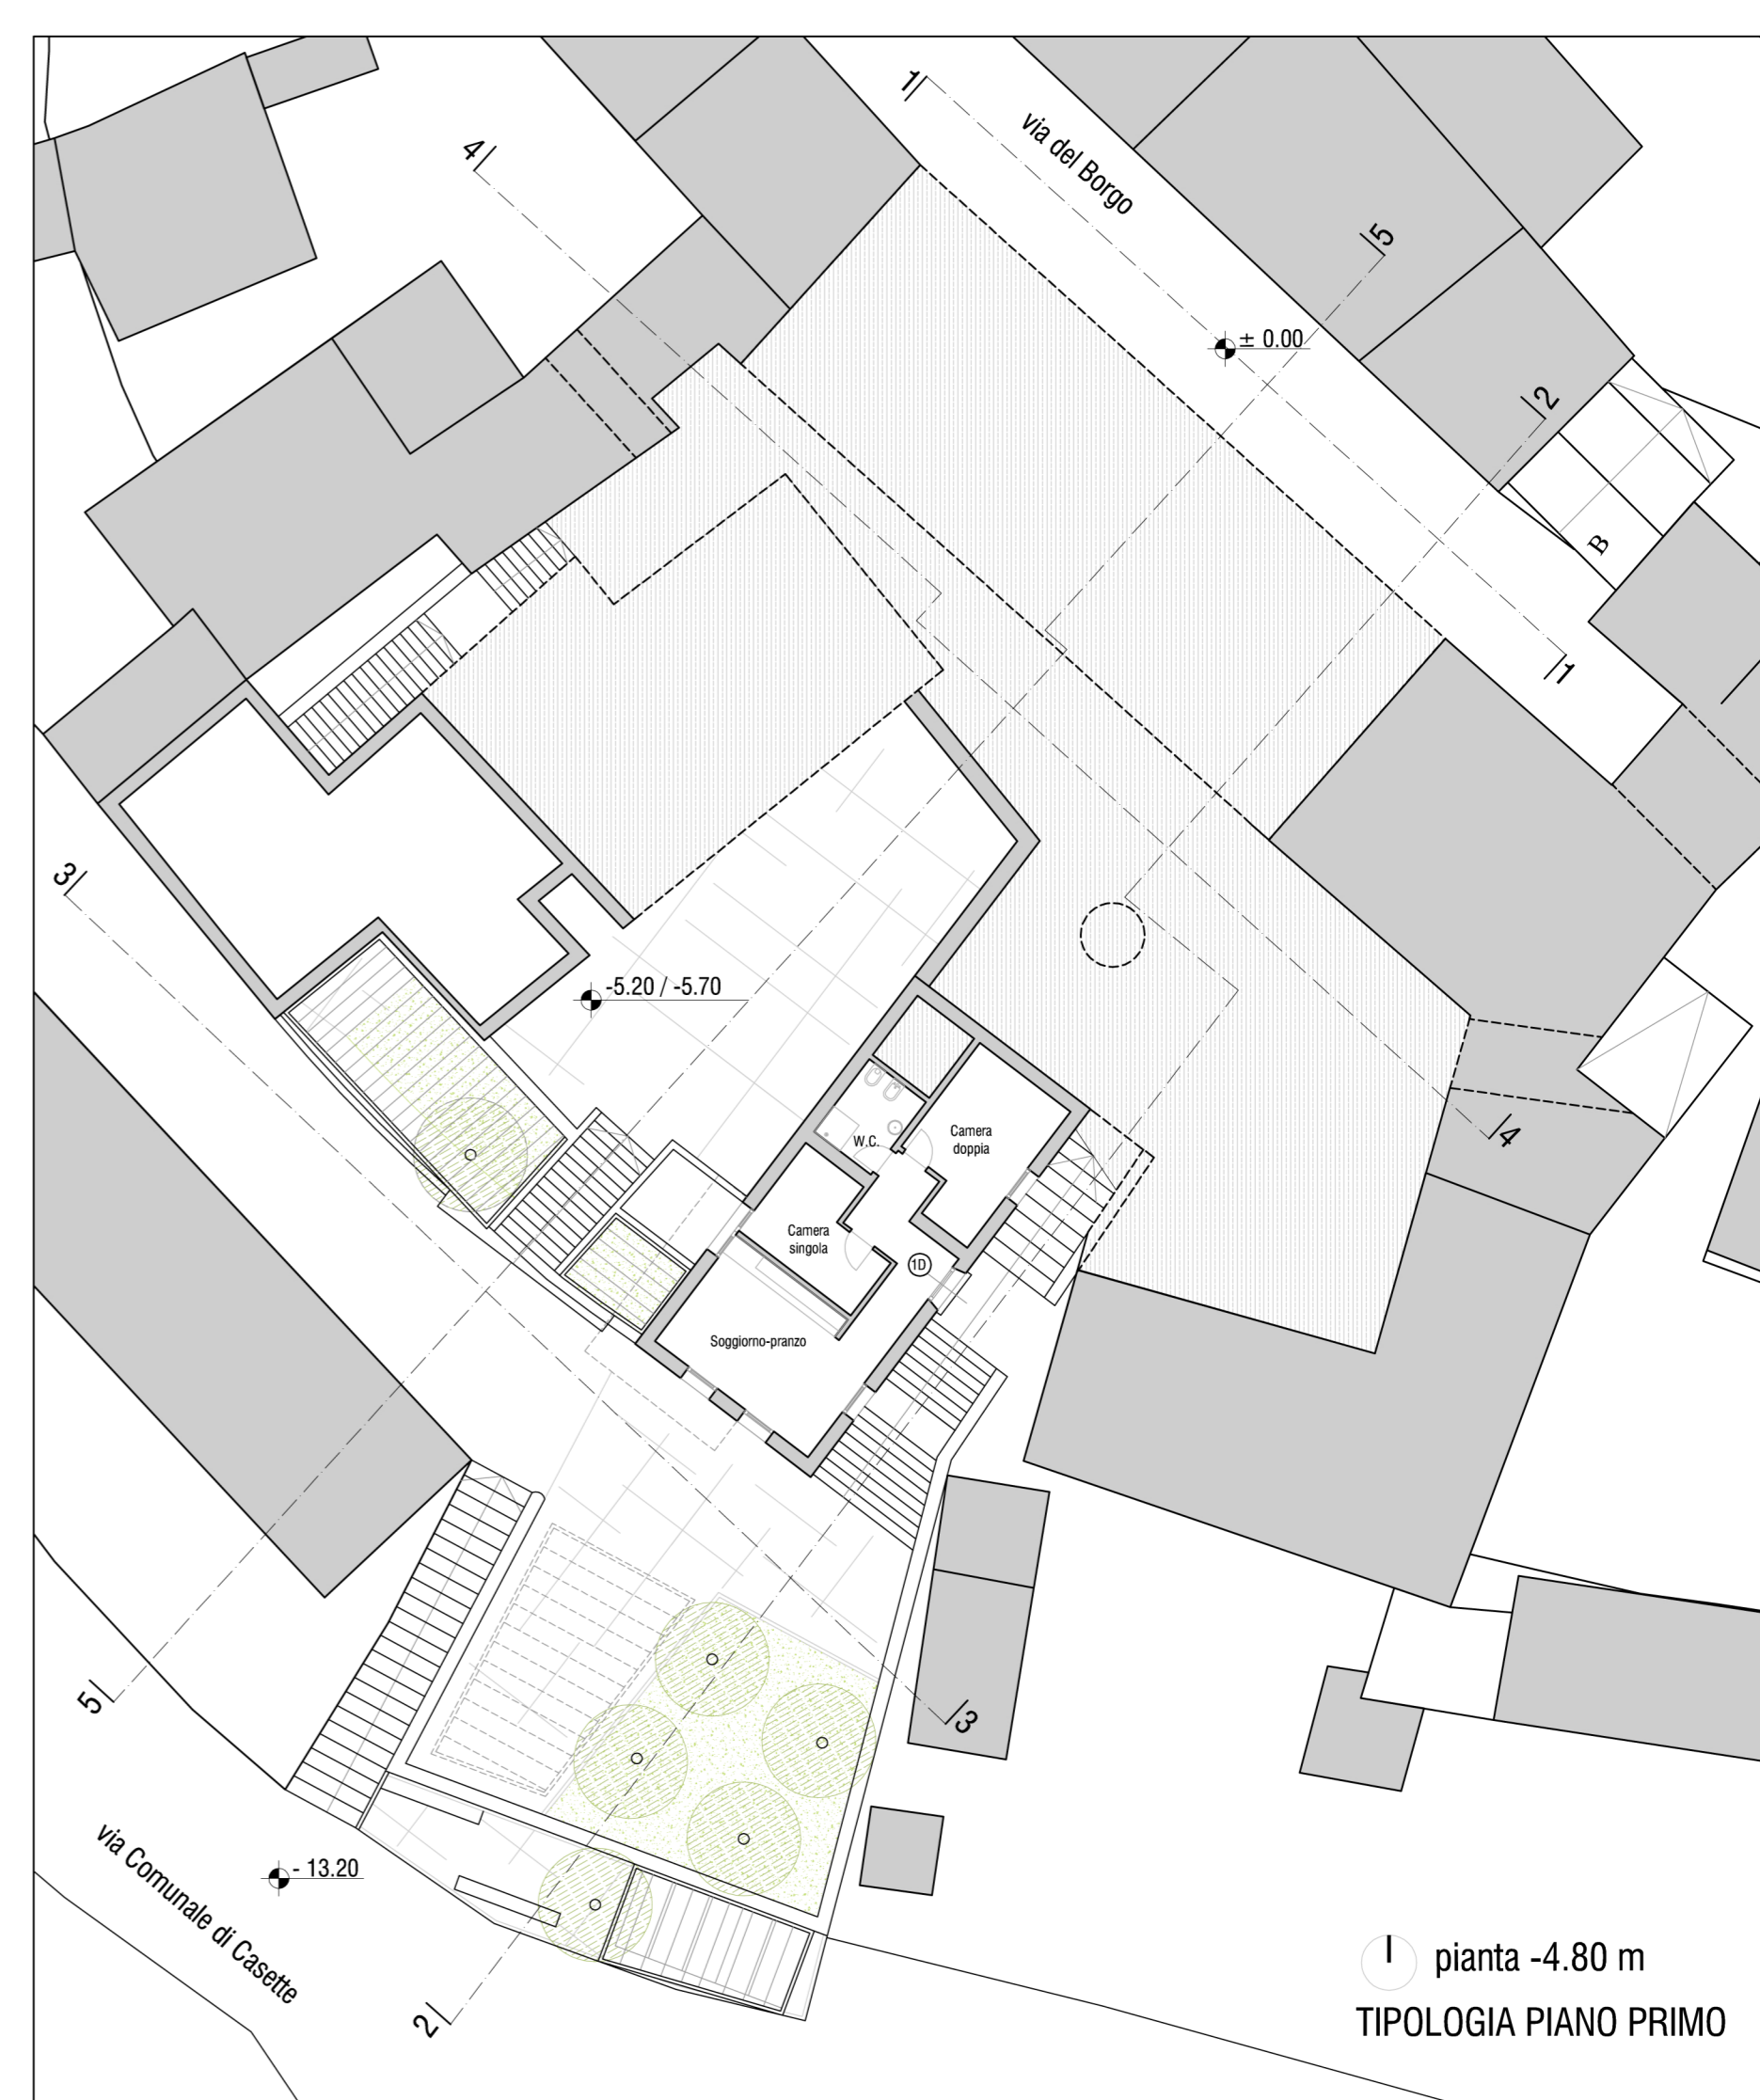 1
via del Borgo
4
5
± 0.00
2
B
1
3
-5.20 / -5.70
W.C.
Camera
doppia
4
Camera
singola
1D
Soggiorno-pranzo
5
3
via Comunale di Casette
- 13.20
2
pianta -4.80 m
TIPOLOGIA PIANO PRIMO